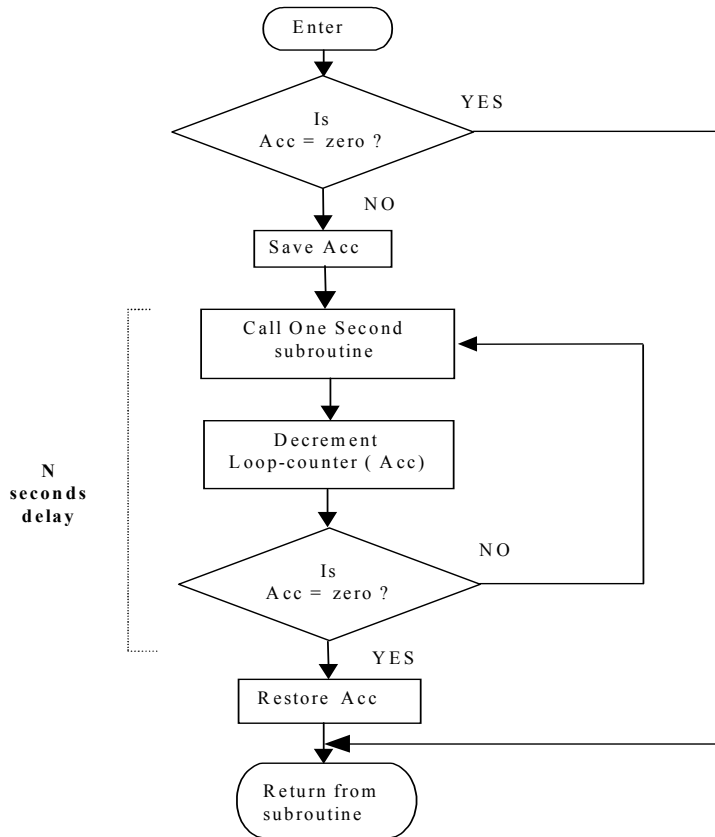 Enter
YES
Is
Acc = zero ?
NO
Save Acc
Call One Second
subroutine
Decrement
Loop-counter ( Acc)
N
seconds
delay
NO
Is
Acc = zero ?
YES
Restore Acc
Return from
subroutine